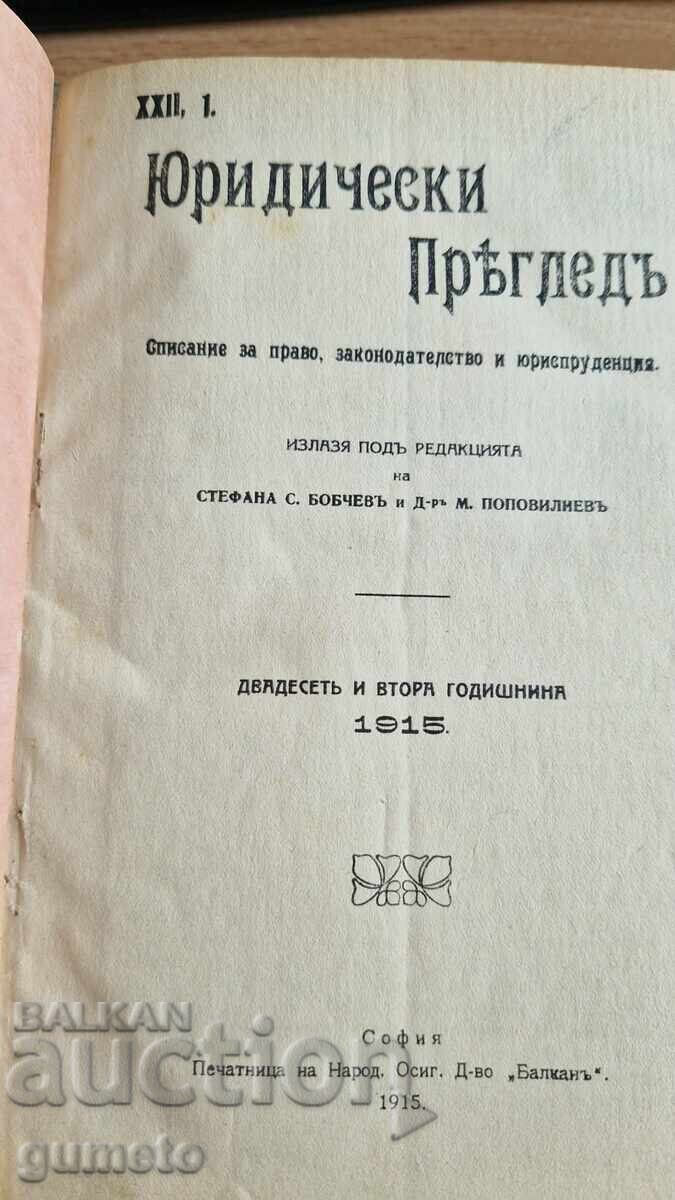 XXII, 1.
Юридически
Прѣгледъ
Списание за право, законодателство и юриспруденция.
ИЗЛАЗЯ ПОДЪ РЕДАКЦИЯТА
на
СТЕФАНА С. БОБЧЕВЪ и Д-ръ М. ПОПОВИЛИЕВЪ
ДВАДЕСЕТЬ И ВТОРА ГОДИШНИНА
1915.
София
Печатница на Народ. Осиг. Д-во „Балканъ“.
1915.
BALKAN
auction
gumeto